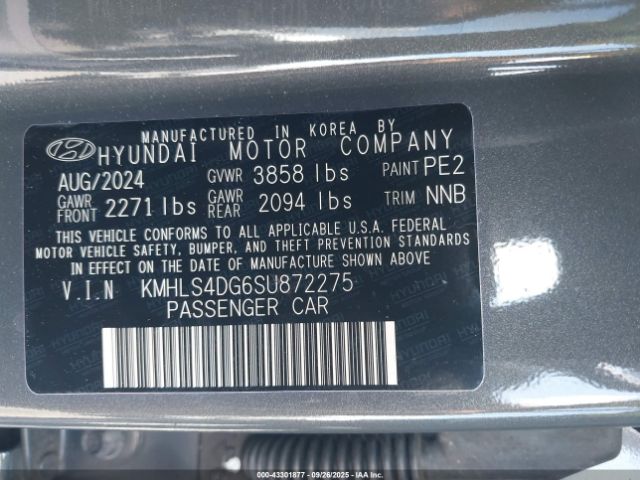 MANUFACTURED IN KOREA BY
HYUNDAI MOTOR COMPANY
AUG/2024 GVWR 3858 lbs PAINT PE2
GAWR FRONT 2271 lbs GAWR REAR 2094 lbs TRIM NNB
THIS VEHICLE CONFORMS TO ALL APPLICABLE U.S.A. FEDERAL
MOTOR VEHICLE SAFETY, BUMPER, AND THEFT PREVENTION STANDARDS
IN EFFECT ON THE DATE OF MANUFACTURE SHOWN ABOVE
V.I.N KMHLS4DG6SU872275
PASSENGER CAR
000-43301877 - 09/26/2025 - IAAI